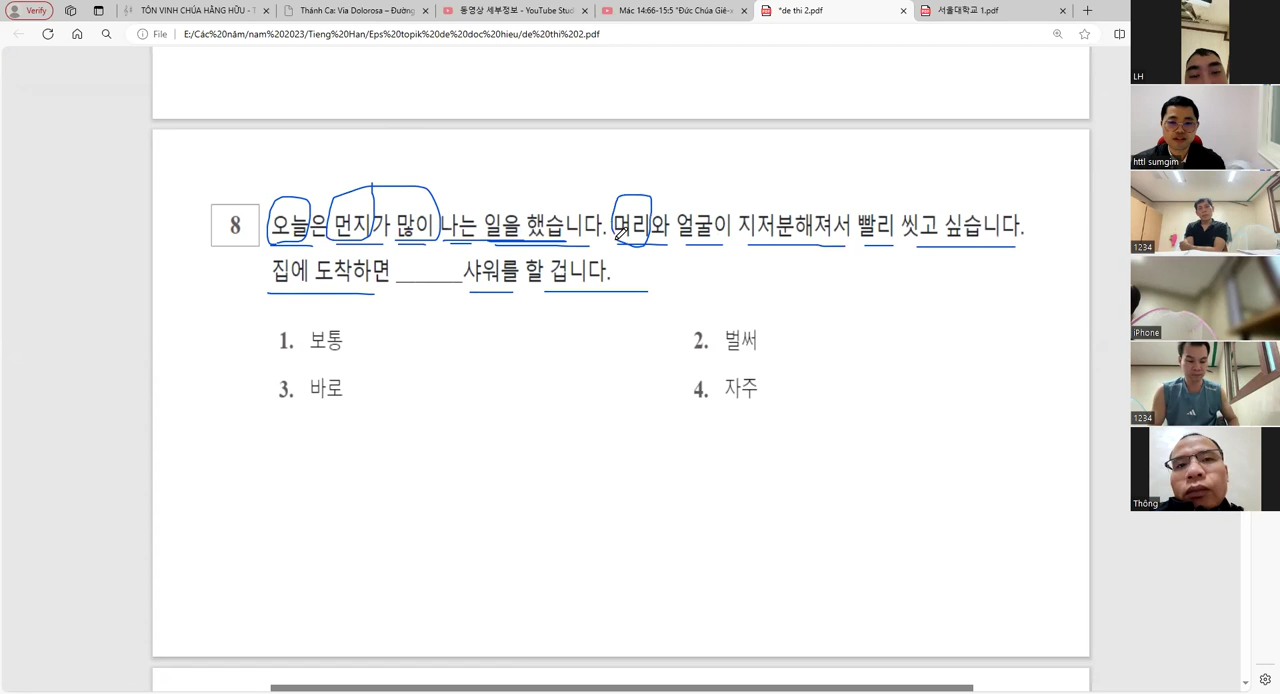 Verify
TÔN VINH CHÚA HẰNG HỮU - T
Thánh Ca: Via Dolorosa – Đường
동영상 세부정보 - YouTube Stud
Mác 14:66-15:5 "Đức Chúa Giê-x
*de thi 2.pdf
서울대학교 1.pdf
File
E:/Các%20năm/nam%202023/Tieng%20Han/Eps%20topik%20de%20doc%20hieu/de%20thi%202.pdf
8 오늘은 먼지가 많이 나는 일을 했습니다. 머리와 얼굴이 지저분해져서 빨리 씻고 싶습니다.
집에 도착하면 ______ 샤워를 할 겁니다.
1. 보통
2. 벌써
3. 바로
4. 자주
LH
httl sumgim
1234
iPhone
1234
Thông